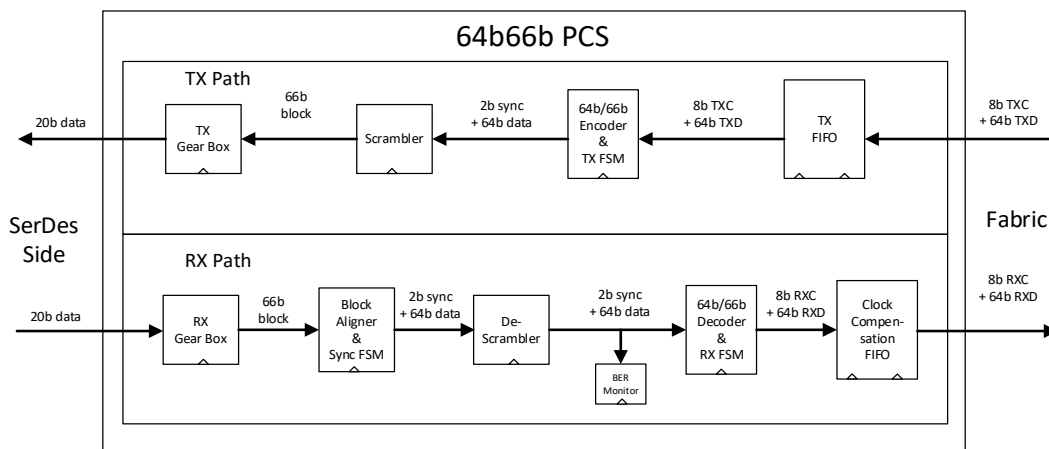 64b66b PCS
TX Path
20b data
TX
Gear Box
66b
block
Scrambler
2b sync
+ 64b data
64b/66b
Encoder
&
TX FSM
8b TXC
+ 64b TXD
TX
FIFO
8b TXC
+ 64b TXD
SerDes
Side
Fabric
RX Path
20b data
RX
Gear Box
66b
block
Block
Aligner
&
Sync FSM
2b sync
+ 64b data
De-
Scrambler
2b sync
+ 64b data
BER
Monitor
64b/66b
Decoder
&
RX FSM
8b RXC
+ 64b RXD
Clock
Compen-
sation
FIFO
8b RXC
+ 64b RXD